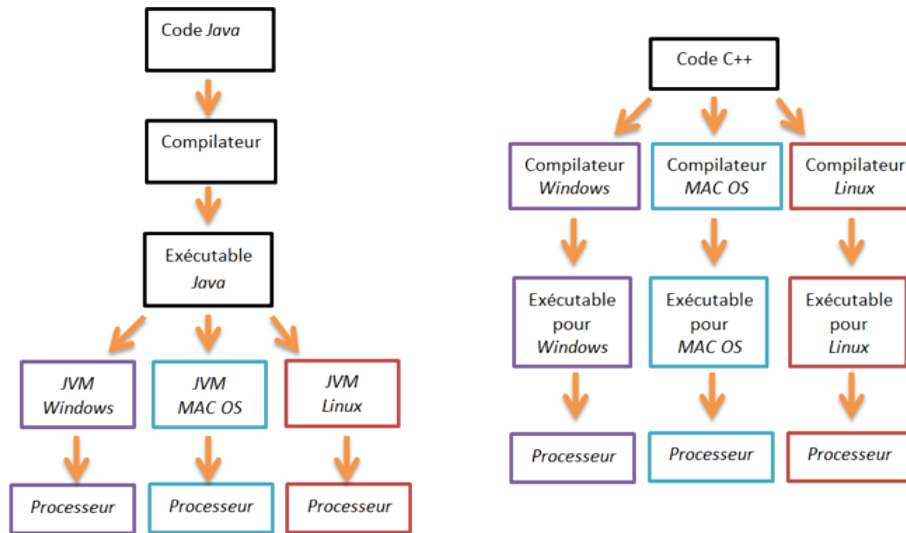 Code Java
Compilateur
Exécutable
Java
JVM
Windows
JVM
MAC OS
JVM
Linux
Processeur
Processeur
Processeur
Code C++
Compilateur
Windows
Compilateur
MAC OS
Compilateur
Linux
Exécutable
pour
Windows
Exécutable
pour
MAC OS
Exécutable
pour
Linux
Processeur
Processeur
Processeur